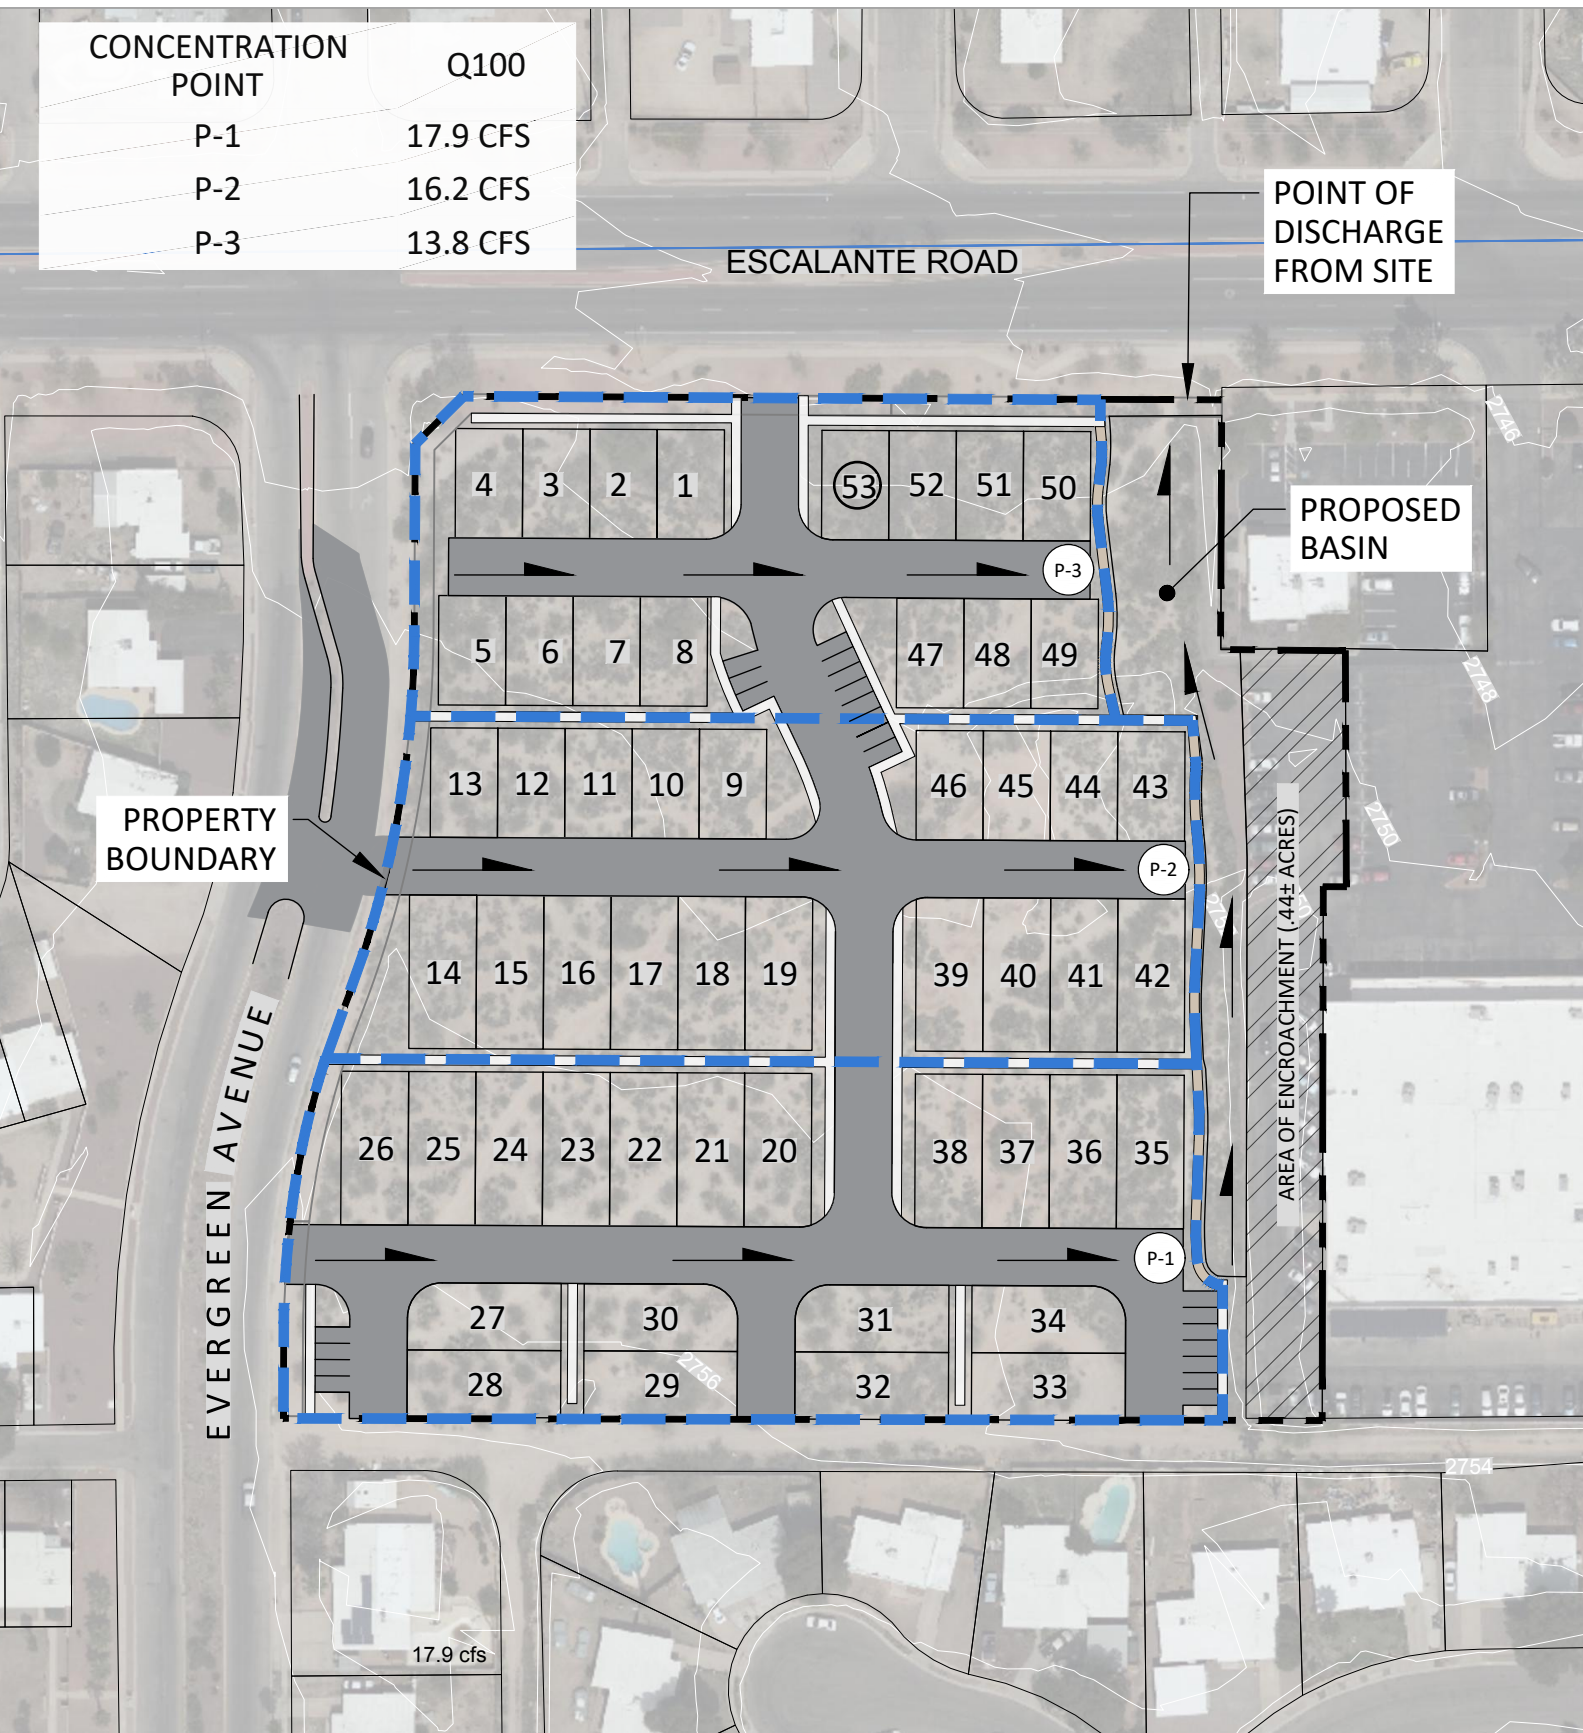 CONCENTRATION
POINT
Q100
P-1 17.9 CFS
P-2 16.2 CFS
P-3 13.8 CFS
POINT OF
DISCHARGE
FROM SITE
ESCALANTE ROAD
2746
4 3 2 1 53 52 51 50
PROPOSED
BASIN
P-3
5 6 7 8 47 48 49
2748
13 12 11 10 9 46 45 44 43
PROPERTY
BOUNDARY
2750
P-2
AREA OF ENCROACHMENT (.44± ACRES)
14 15 16 17 18 19 39 40 41 42
EVERGREEN AVENUE
26 25 24 23 22 21 20 38 37 36 35
P-1
27 30 31 34
28 29 32 33
2756
2754
17.9 cfs